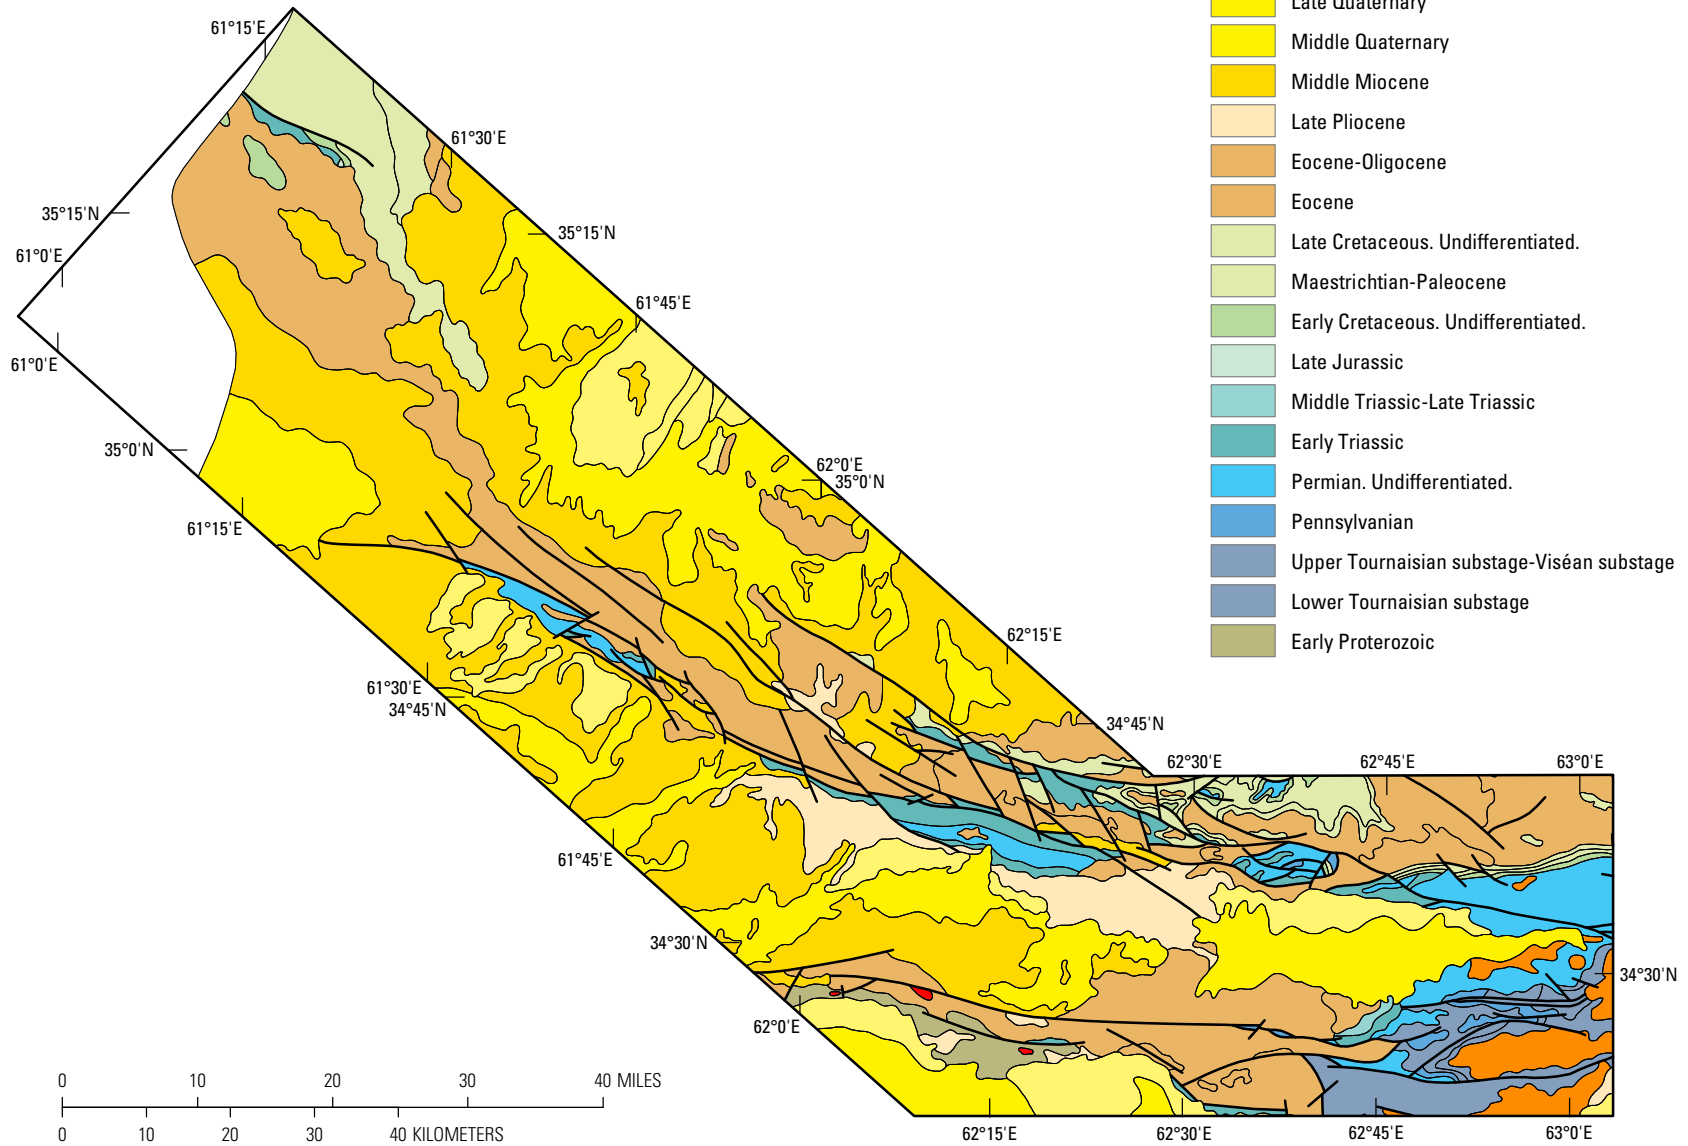 Late Quaternary
Middle Quaternary
Middle Miocene
Late Pliocene
Eocene-Oligocene
Eocene
Late Cretaceous. Undifferentiated.
Maestrichtian-Paleocene
Early Cretaceous. Undifferentiated.
Late Jurassic
Middle Triassic-Late Triassic
Early Triassic
Permian. Undifferentiated.
Pennsylvanian
Upper Tournaisian substage-Viséan substage
Lower Tournaisian substage
Early Proterozoic
61°15'E
61°30'E
35°15'N
35°15'N
61°0'E
61°45'E
61°0'E
35°0'N
62°0'E
35°0'N
61°15'E
62°15'E
61°30'E
34°45'N
34°45'N
62°30'E
62°45'E
63°0'E
61°45'E
34°30'N
34°30'N
62°0'E
0 10 20 30 40 MILES
0 10 20 30 40 KILOMETERS
62°15'E
62°30'E
62°45'E
63°0'E